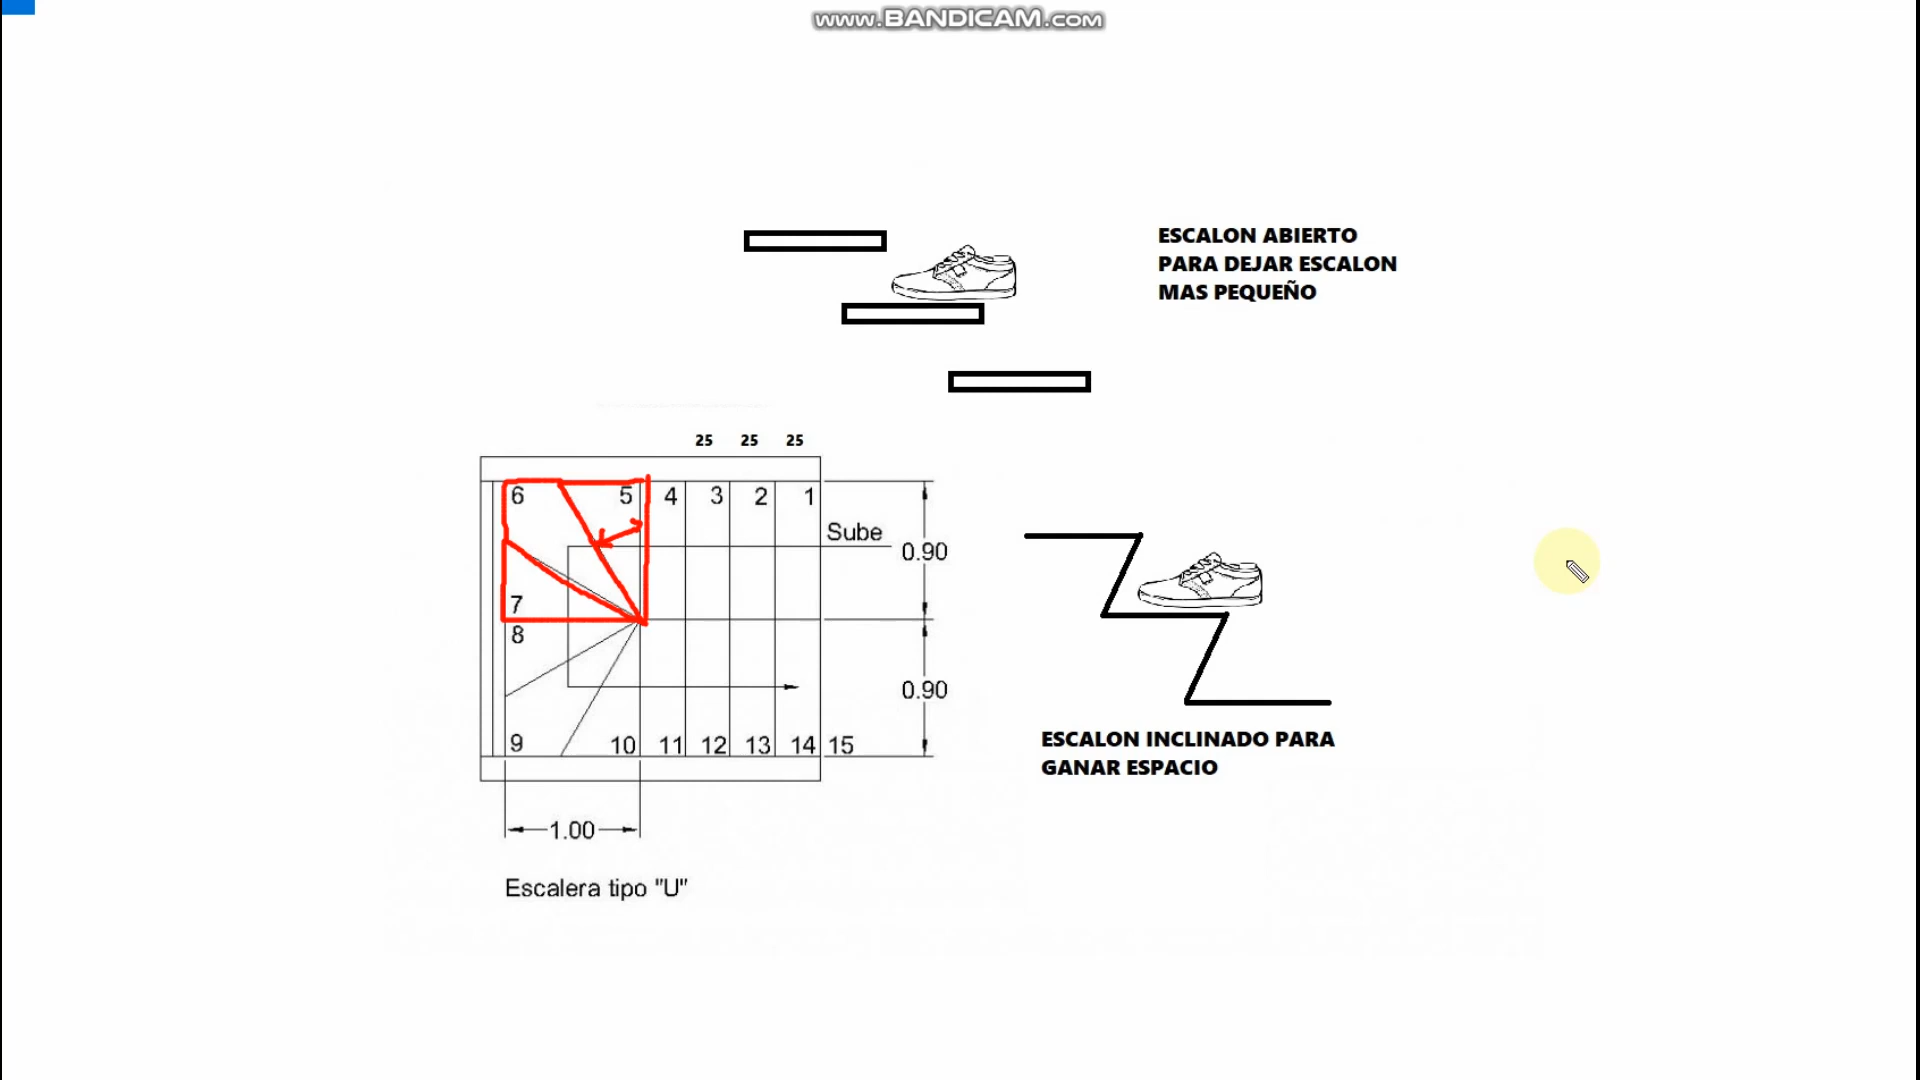 www.BANDICAM.com
ESCALON ABIERTO
PARA DEJAR ESCALON
MAS PEQUEÑO
25 25 25
6 5 4 3 2 1
Sube
0.90
7
8
0.90
9 10 11 12 13 14 15
1.00
Escalera tipo "U"
ESCALON INCLINADO PARA
GANAR ESPACIO